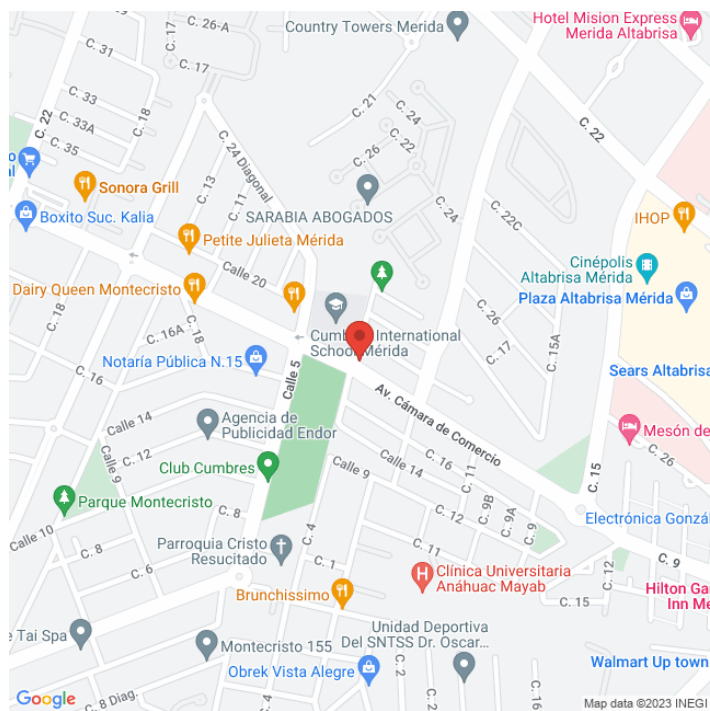 C. 26-A
C. 17
Country Towers Merida
Hotel Mision Express
Merida Altabrisa
C. 17
C. 33
C. 18
C. 22
C. 33A
C. 35
C. 21
C. 24
C. 22
C. 22
C. 26
C. 24 Diagonal
Sonora Grill
C. 13
C. 11
SARABIA ABOGADOS
C. 24
C. 22C
IHOP
Boxito Suc. Kalia
Petite Julieta Mérida
Calle 20
Cinépolis
Altabrisa Mérida
Dairy Queen Montecristo
Plaza Altabrisa Mérida
C. 26
C. 17
C. 15A
C. 16A
C. 18
Cumb
International
School Mérida
Notaría Pública N.15
Calle 5
C. 16
Sears Altabrisa
Av. Cámara de Comercio
Calle 14
Agencia de
Publicidad Endor
Mesón de
C. 12
C. 26
Calle 14
C. 16
C. 11
C. 15
Calle 9
Club Cumbres
Calle 9
Parque Montecristo
C. 9B
C. 9A
C. 9
C. 12
Electrónica Gonzál
Calle 10
C. 8
C. 4
C. 8
Parroquia Cristo
Resucitado
C. 11
C. 9
C. 12
C. 6
C. 1
Clínica Universitaria
Anáhuac Mayab
Hilton Ga
Inn Me
Brunchissimo
C. 15
e Tai Spa
Montecristo 155
Unidad Deportiva
Del SNTSS Dr. Oscar...
Obrek Vista Alegre
C. 2
C. 2
Walmart Up town
C. 8 Diag.
Google
Map data ©2023 INEGI